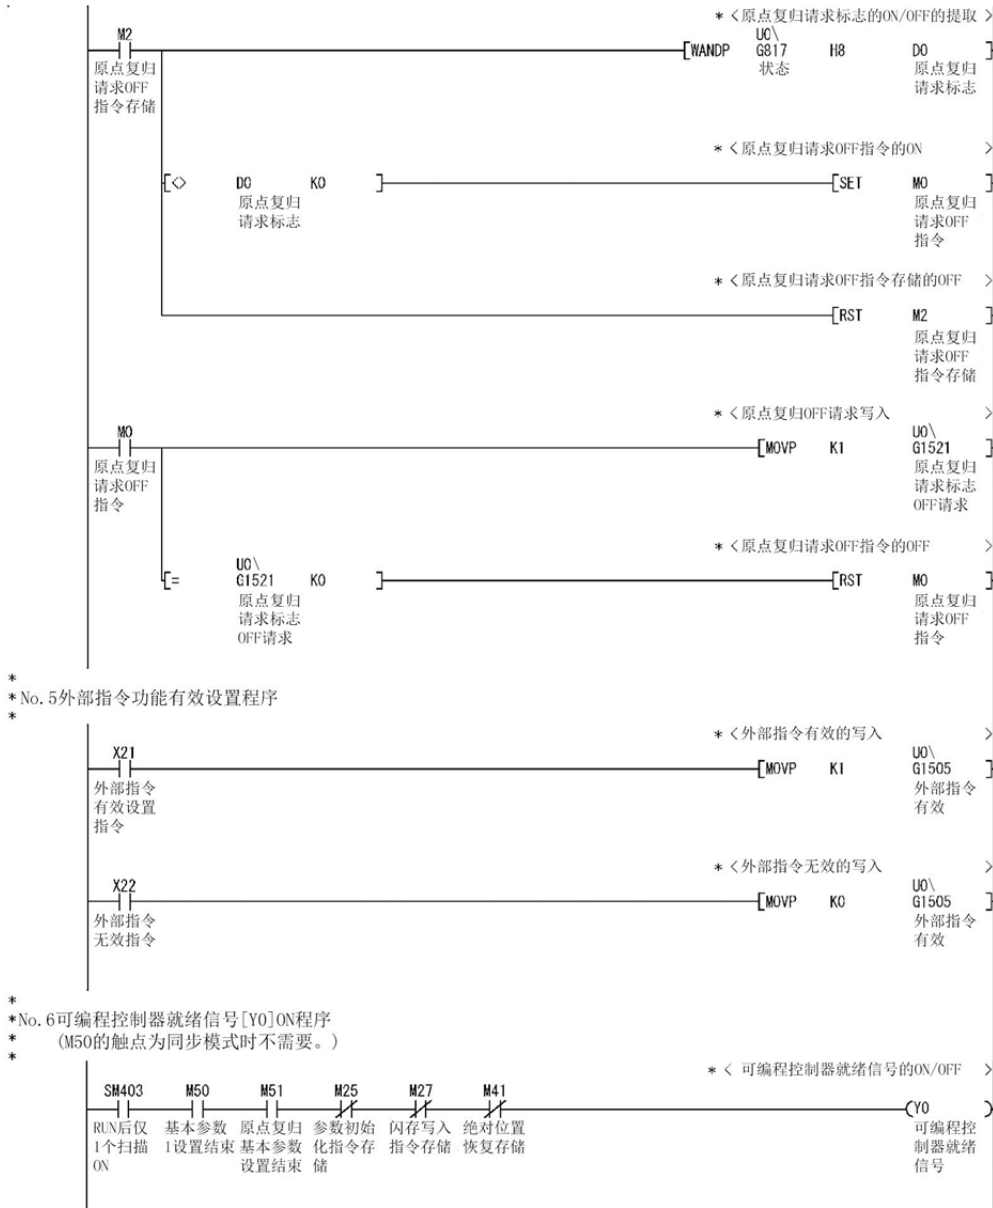 * <原点复归请求标志的ON/OFF的提取 >
M2
U0\
[WANDP G817 H8 D0 ]
原点复归
请求OFF
指令存储
状态
原点复归
请求标志
* <原点复归请求OFF指令的ON >
[<> D0 K0 ] [SET M0 ]
原点复归
请求标志
原点复归
请求OFF
指令
* <原点复归请求OFF指令存储的OFF >
[RST M2 ]
原点复归
请求OFF
指令存储
* <原点复归OFF请求写入 >
M0
U0\
[MOVP K1 G1521 ]
原点复归
请求OFF
指令
原点复归
请求标志
OFF请求
* <原点复归请求OFF指令的OFF >
U0\
[= G1521 K0 ] [RST M0 ]
原点复归
请求标志
OFF请求
原点复归
请求OFF
指令
*
*No.5外部指令功能有效设置程序
*
* <外部指令有效的写入 >
X21
U0\
[MOVP K1 G1505 ]
外部指令
有效设置
指令
外部指令
有效
* <外部指令无效的写入 >
X22
U0\
[MOVP K0 G1505 ]
外部指令
无效指令
外部指令
有效
*
*No.6可编程控制器就绪信号[Y0]ON程序
* (M50的触点为同步模式时不需要。)
*
* < 可编程控制器就绪信号的ON/OFF >
SM403 M50 M51 M25 M27 M41
(Y0 )
RUN后仅 基本参数 原点复归 参数初始 闪存写入 绝对位置
1个扫描 1设置结束 基本参数 化指令存 指令存储 恢复存储
ON 设置结束 储
可编程控
制器就绪
信号